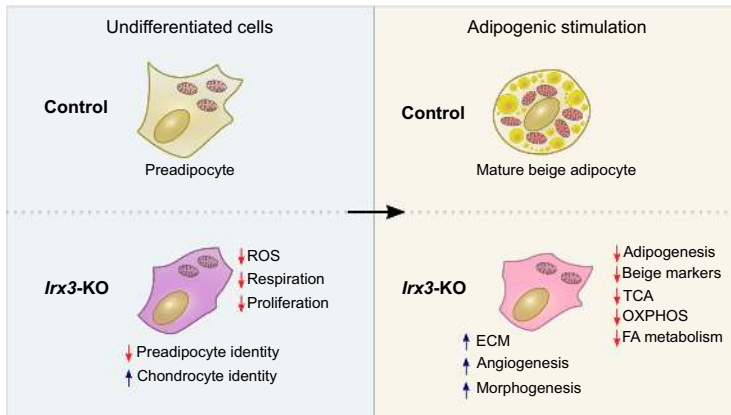 Undifferentiated cells
Adipogenic stimulation
Control
Preadipocyte
Control
Mature beige adipocyte
Irx3-KO
↓ROS
↓Respiration
↓Proliferation
↓Preadipocyte identity
↑Chondrocyte identity
Irx3-KO
↓Adipogenesis
↓Beige markers
↓TCA
↓OXPHOS
↓FA metabolism
↑ECM
↑Angiogenesis
↑Morphogenesis